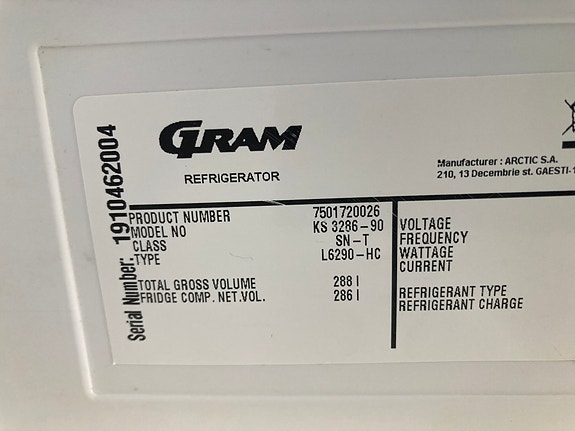 GRAM
REFRIGERATOR
Manufacturer : ARCTIC S.A.
210, 13 Decembrie st. GAESTI-1
Serial Number: 1910462004
PRODUCT NUMBER 7501720026
MODEL NO KS 3286-90
CLASS SN-T
TYPE L6290-HC
TOTAL GROSS VOLUME 288 l
FRIDGE COMP. NET.VOL. 286 l
VOLTAGE
FREQUENCY
WATTAGE
CURRENT
REFRIGERANT TYPE
REFRIGERANT CHARGE